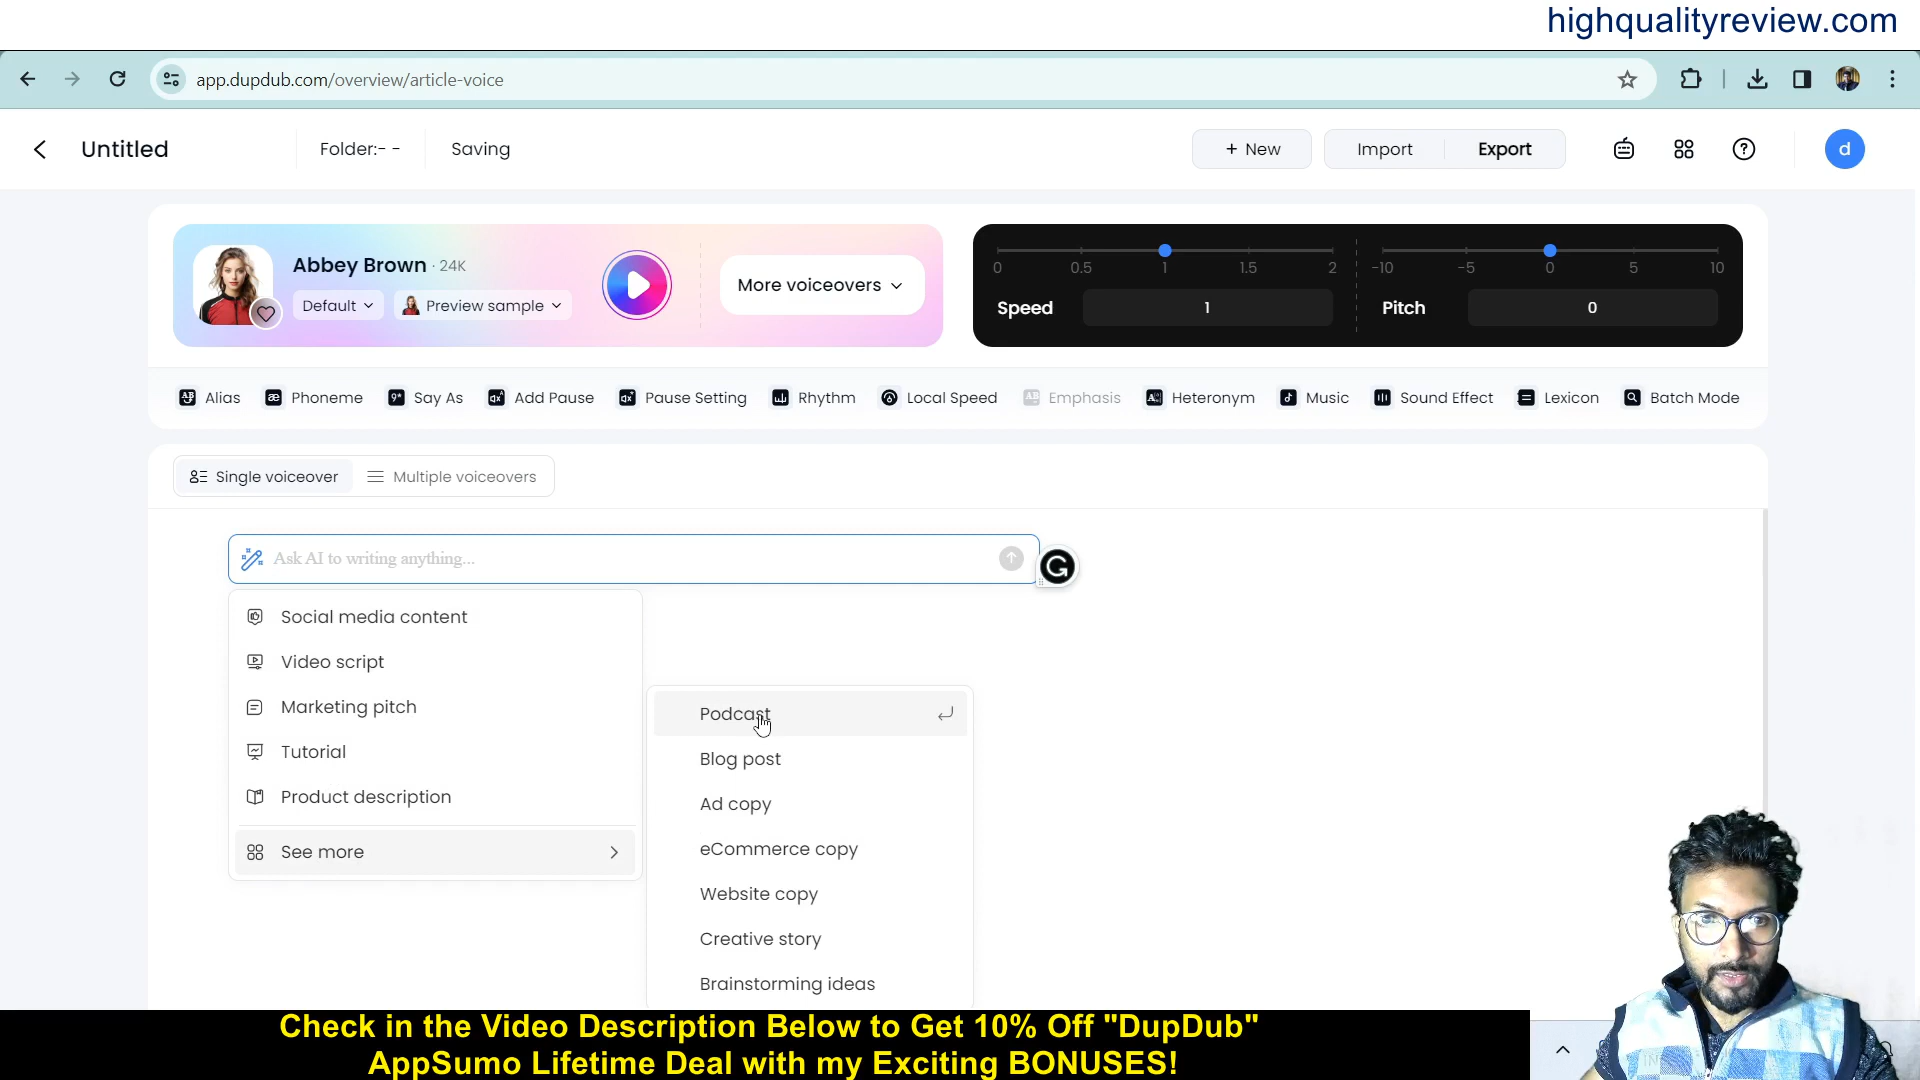 highqualityreview.com
app.dupdub.com/overview/article-voice
Untitled
Folder:- -
Saving
+ New
Import
Export
d
Abbey Brown · 24K
Default
Preview sample
More voiceovers
0 0.5 1 1.5 2
-10 -5 0 5 10
Speed
1
Pitch
0
Alias
Phoneme
Say As
Add Pause
Pause Setting
Rhythm
Local Speed
Emphasis
Heteronym
Music
Sound Effect
Lexicon
Batch Mode
Single voiceover
Multiple voiceovers
Ask AI to writing anything...
Social media content
Video script
Marketing pitch
Tutorial
Product description
See more
Podcast
Blog post
Ad copy
eCommerce copy
Website copy
Creative story
Brainstorming ideas
Check in the Video Description Below to Get 10% Off "DupDub"
AppSumo Lifetime Deal with my Exciting BONUSES!